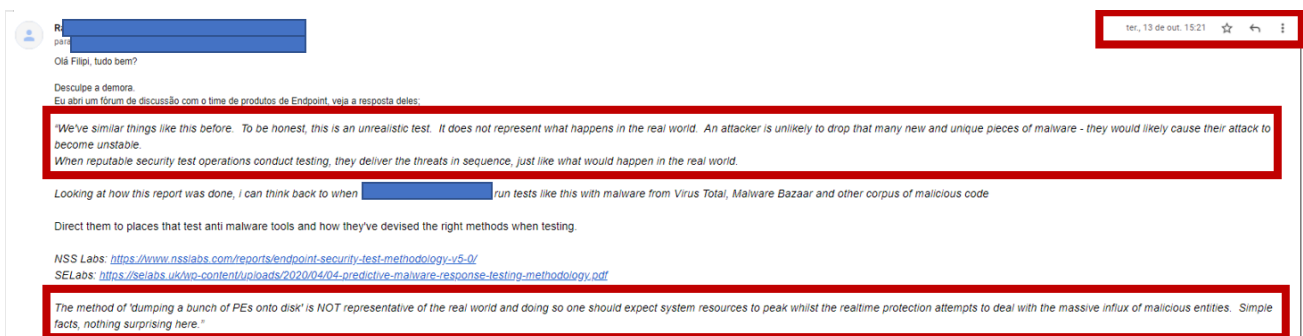 R
ter., 13 de out. 15:21
para
Olá Filipi, tudo bem?
Desculpe a demora.
Eu abri um fórum de discussão com o time de produtos de Endpoint, veja a resposta deles;
"We've similar things like this before. To be honest, this is an unrealistic test. It does not represent what happens in the real world. An attacker is unlikely to drop that many new and unique pieces of malware - they would likely cause their attack to
become unstable.
When reputable security test operations conduct testing, they deliver the threats in sequence, just like what would happen in the real world.
Looking at how this report was done, i can think back to when run tests like this with malware from Virus Total, Malware Bazaar and other corpus of malicious code
Direct them to places that test anti malware tools and how they've devised the right methods when testing.
NSS Labs: https://www.nsslabs.com/reports/endpoint-security-test-methodology-v5-0/
SELabs: https://selabs.uk/wp-content/uploads/2020/04/04-predictive-malware-response-testing-methodology.pdf
The method of 'dumping a bunch of PEs onto disk' is NOT representative of the real world and doing so one should expect system resources to peak whilst the realtime protection attempts to deal with the massive influx of malicious entities. Simple
facts, nothing surprising here."